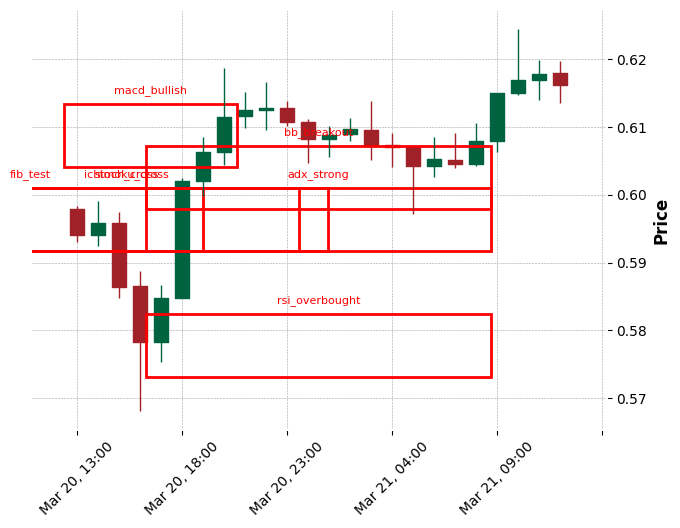 macd_bullish
bb_breakout
fib_test
stoch_cross
adx_strong
rsi_overbought
0.62
0.61
0.60
0.59
0.58
0.57
Price
Mar 20, 13:00
Mar 20, 18:00
Mar 20, 23:00
Mar 21, 04:00
Mar 21, 09:00